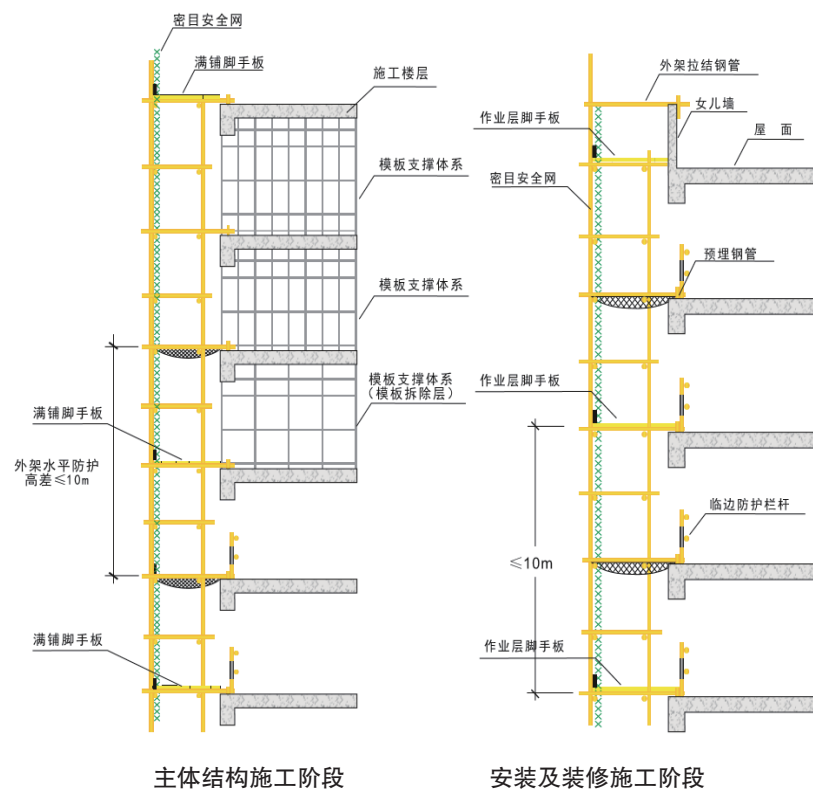 密目安全网
满铺脚手板
施工楼层
模板支撑体系
模板支撑体系
模板支撑体系
（模板拆除层）
满铺脚手板
外架水平防护
高差≤10m
满铺脚手板
主体结构施工阶段
外架拉结钢管
女儿墙
作业层脚手板
屋 面
密目安全网
预埋钢管
作业层脚手板
临边防护栏杆
≤10m
作业层脚手板
安装及装修施工阶段